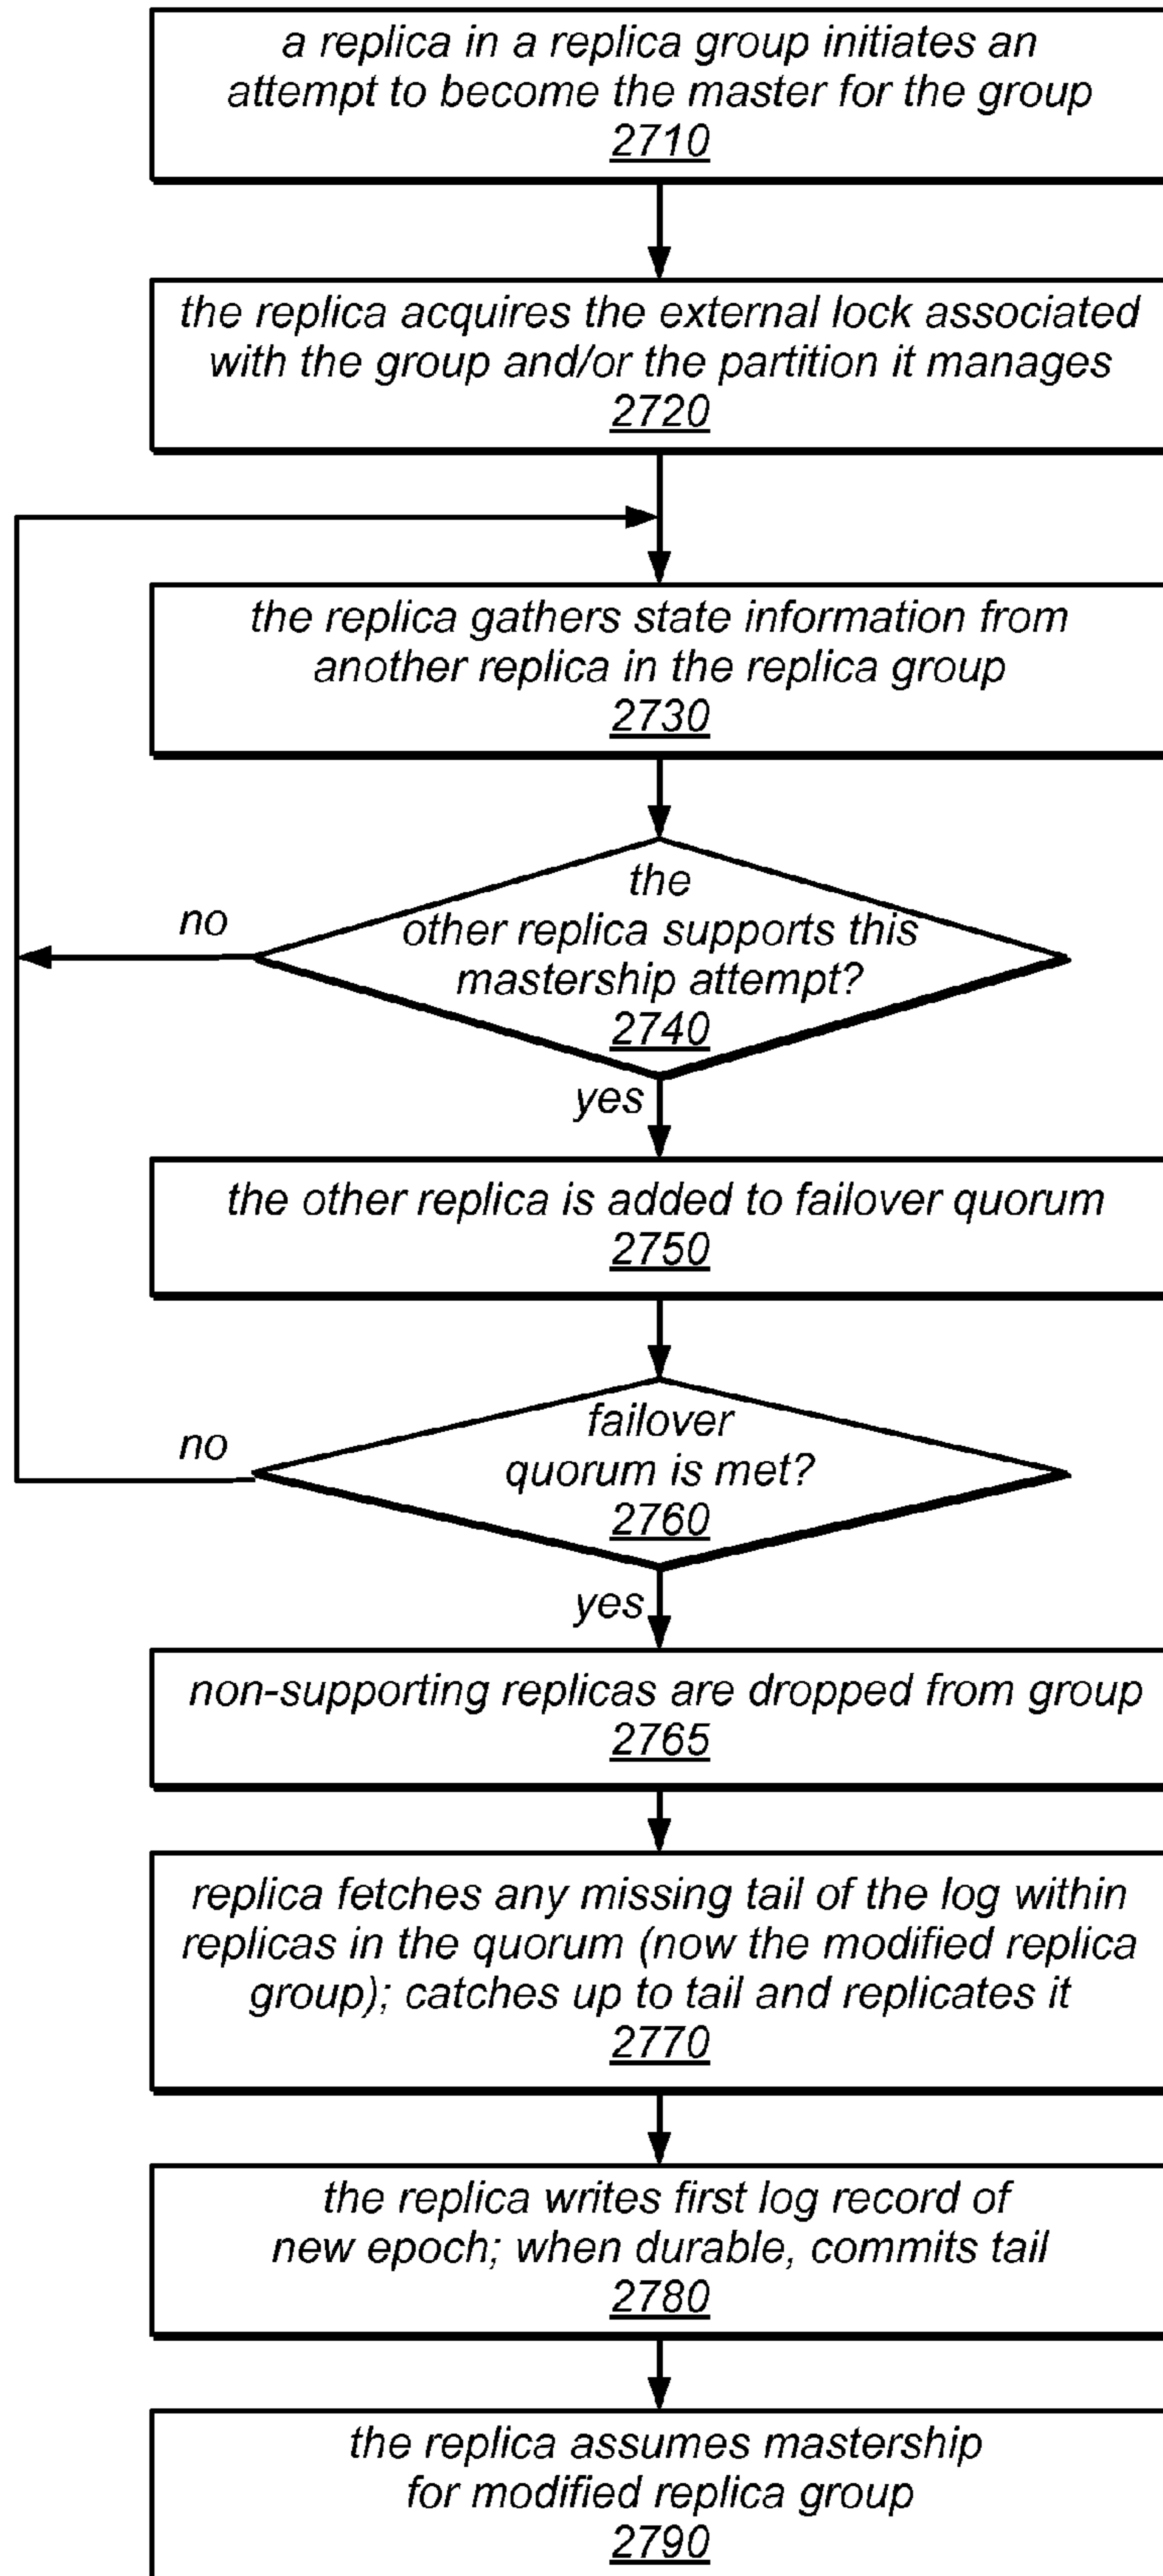 a replica in a replica group initiates an
attempt to become the master for the group
2710
the replica acquires the external lock associated
with the group and/or the partition it manages
2720
the replica gathers state information from
another replica in the replica group
2730
the
other replica supports this
mastership attempt?
2740
no
yes
the other replica is added to failover quorum
2750
failover
quorum is met?
2760
no
yes
non-supporting replicas are dropped from group
2765
replica fetches any missing tail of the log within
replicas in the quorum (now the modified replica
group); catches up to tail and replicates it
2770
the replica writes first log record of
new epoch; when durable, commits tail
2780
the replica assumes mastership
for modified replica group
2790